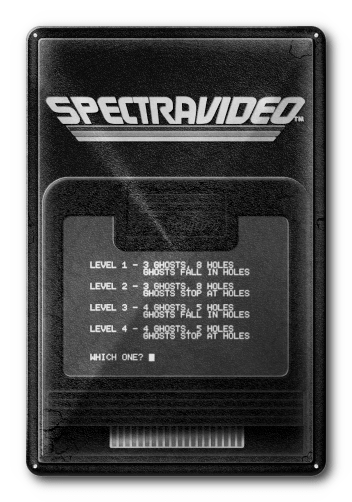 SPECTRAVIDEO™
LEVEL 1 - 3 GHOSTS, 8 HOLES
GHOSTS FALL IN HOLES
LEVEL 2 - 3 GHOSTS, 8 HOLES
GHOSTS STOP AT HOLES
LEVEL 3 - 4 GHOSTS, 5 HOLES
GHOSTS FALL IN HOLES
LEVEL 4 - 4 GHOSTS, 5 HOLES
GHOSTS STOP AT HOLES
WHICH ONE?